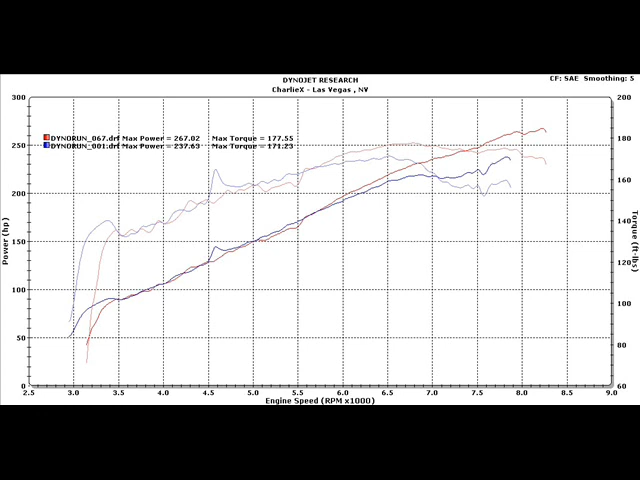 DYNOJET RESEARCH
CF: SAE Smoothing: 5
CharlieX - Las Vegas , NV
300
200
DYNORUN_067.drf Max Power = 267.02 Max Torque = 177.55
DYNORUN_001.drf Max Power = 237.63 Max Torque = 171.23
250
180
200
160
Power (hp)
Torque (ft-lbs)
150
140
120
100
100
50
80
0
60
2.5 3.0 3.5 4.0 4.5 5.0 5.5 6.0 6.5 7.0 7.5 8.0 8.5 9.0
Engine Speed (RPM x1000)